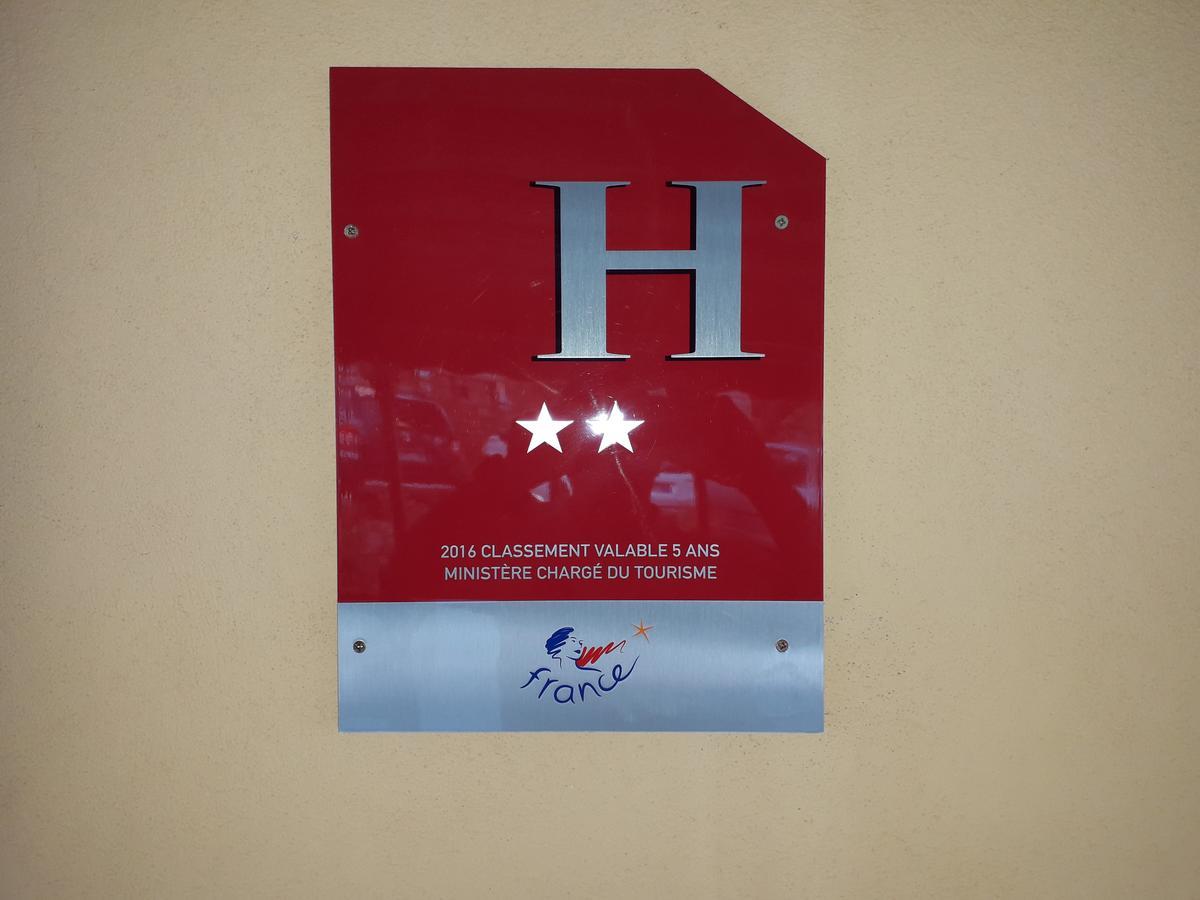 H
2016 CLASSEMENT VALABLE 5 ANS
MINISTÈRE CHARGÉ DU TOURISME
france